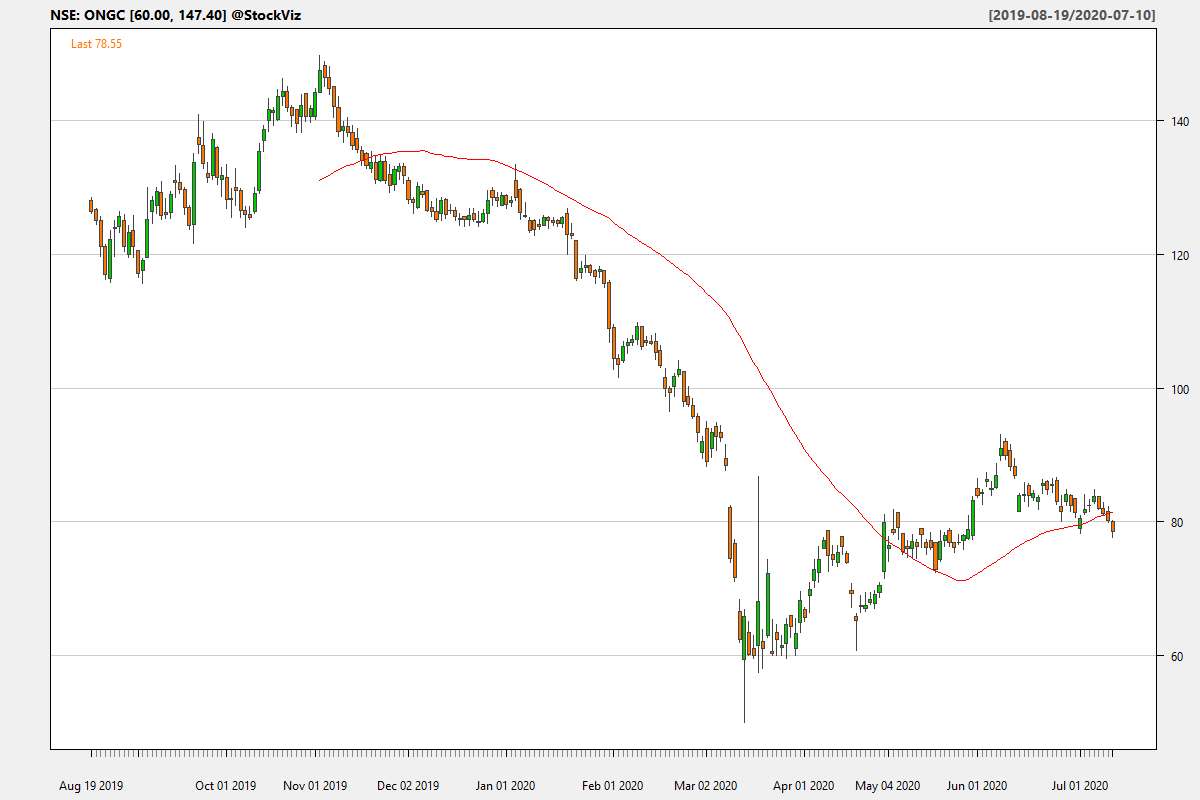 NSE: ONGC [60.00, 147.40] @StockViz [2019-08-19/2020-07-10]
Last 78.55
140
120
100
80
60
Aug 19 2019 Oct 01 2019 Nov 01 2019 Dec 02 2019 Jan 01 2020 Feb 01 2020 Mar 02 2020 Apr 01 2020 May 04 2020 Jun 01 2020 Jul 01 2020